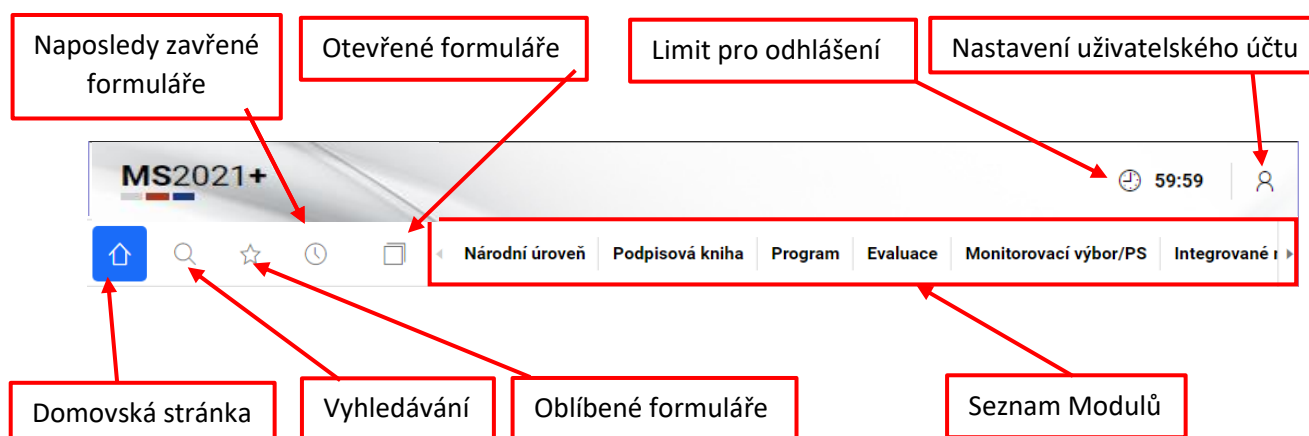 Naposledy zavřené
formuláře
Otevřené formuláře
Limit pro odhlášení
Nastavení uživatelského účtu
MS2021+
59:59
Národní úroveň
Podpisová kniha
Program
Evaluace
Monitorovací výbor/PS
Integrované
Domovská stránka
Vyhledávání
Oblíbené formuláře
Seznam Modulů